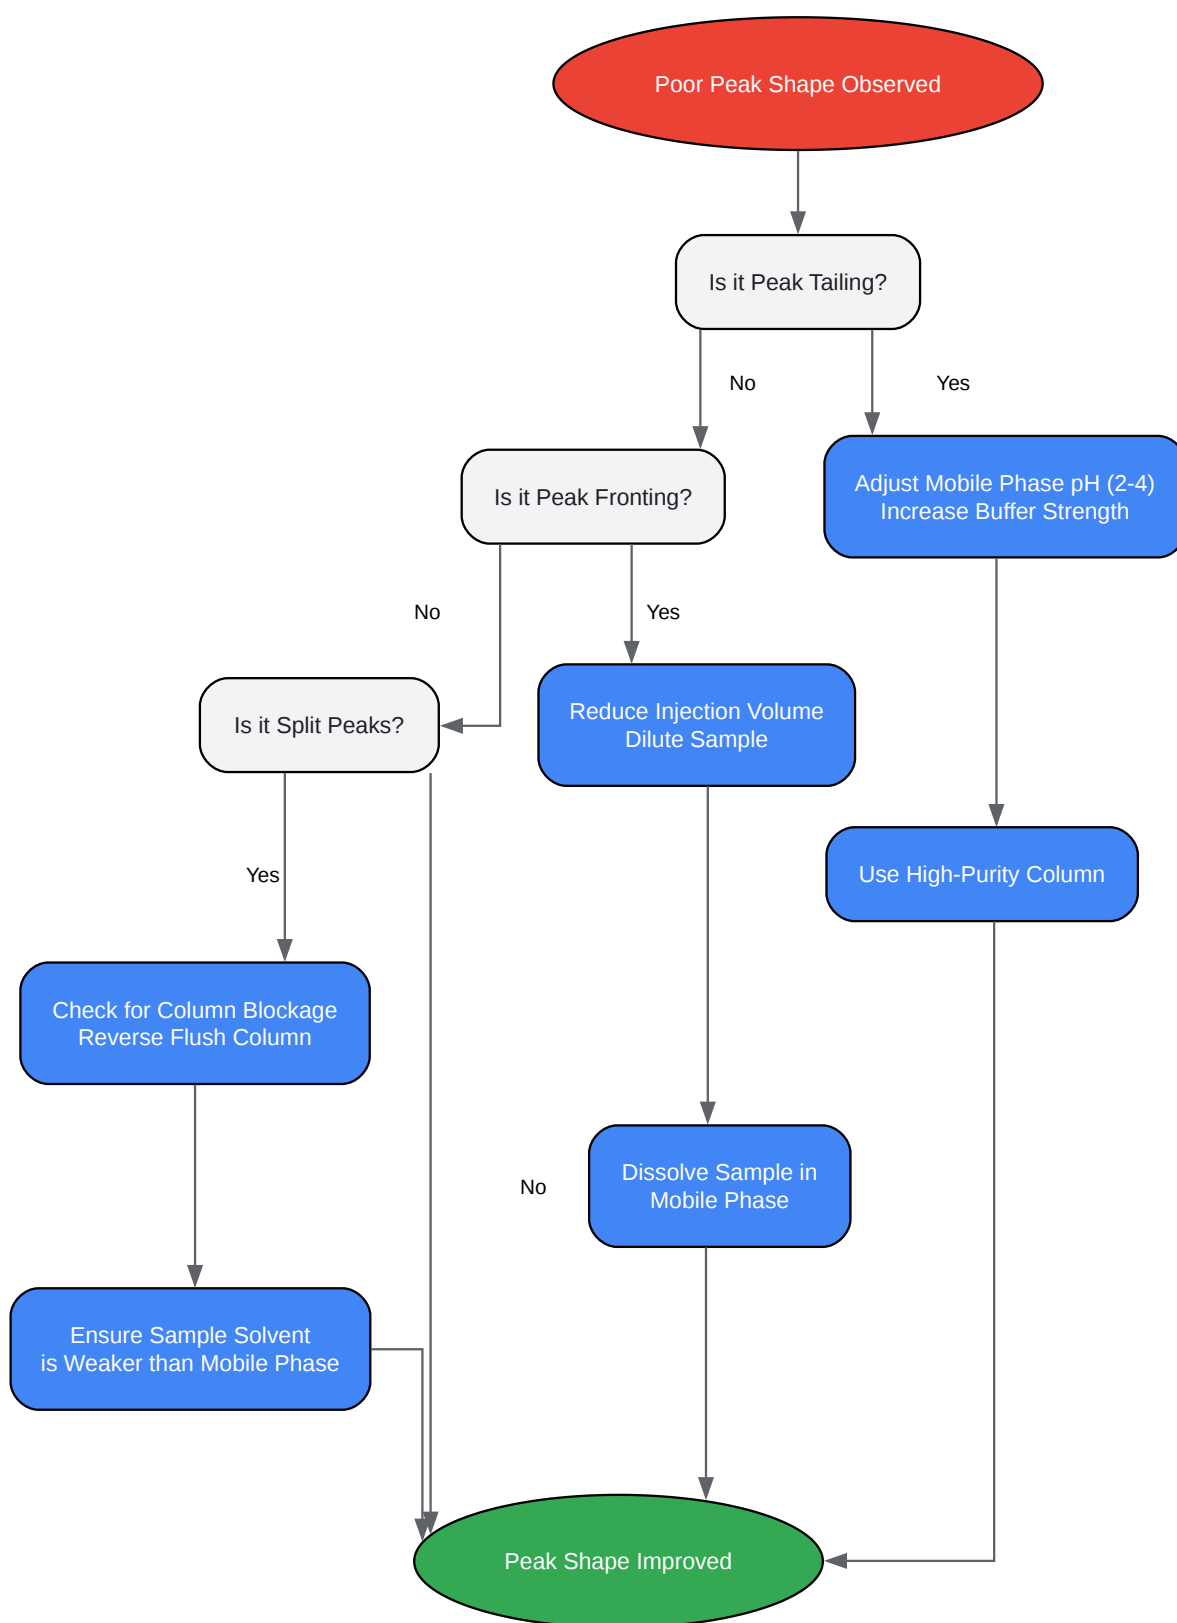 Poor Peak Shape Observed
Is it Peak Tailing?
No
Yes
Is it Peak Fronting?
Adjust Mobile Phase pH (2-4)
Increase Buffer Strength
No
Yes
Is it Split Peaks?
Reduce Injection Volume
Dilute Sample
Yes
Use High-Purity Column
Check for Column Blockage
Reverse Flush Column
No
Dissolve Sample in
Mobile Phase
Ensure Sample Solvent
is Weaker than Mobile Phase
Peak Shape Improved